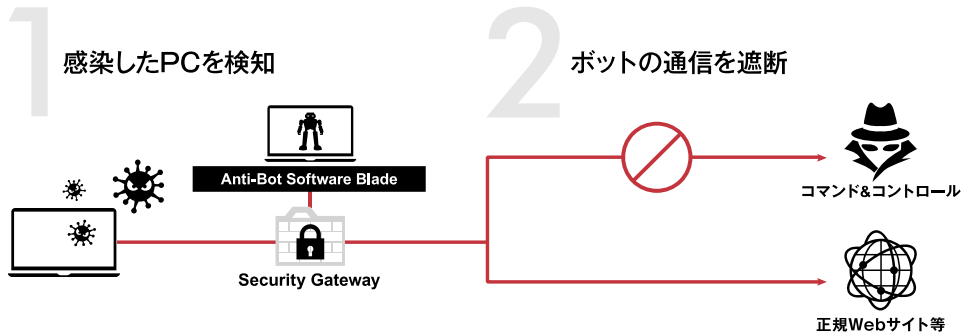 1
感染したPCを検知
2
ボットの通信を遮断
Anti-Bot Software Blade
Security Gateway
コマンド&コントロール
正規Webサイト等